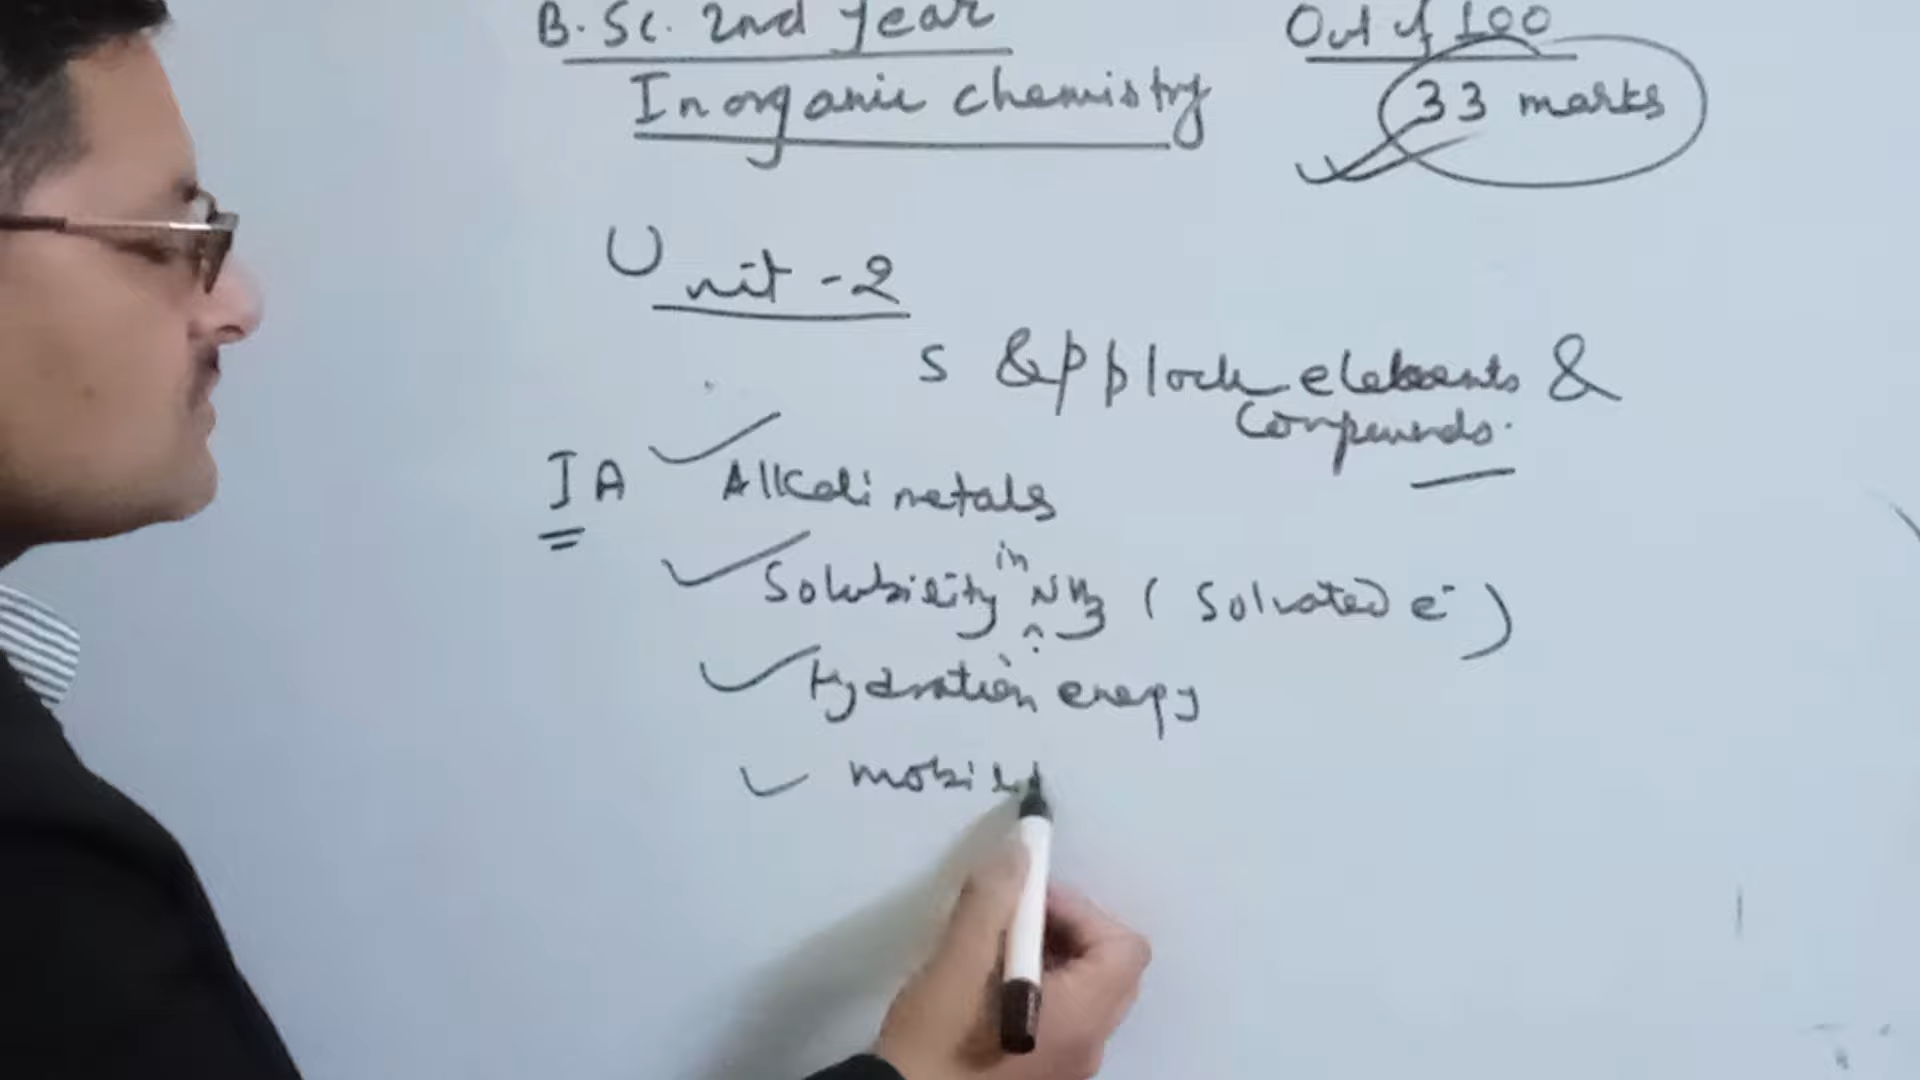 B.Sc. 2nd year
Out of 100
Inorganic chemistry
33 marks
Unit -2
s & p block elements &
Compounds.
IA Alkali metals
Solubility in NH3 (Solvated e-)
Hydration energy
mobili